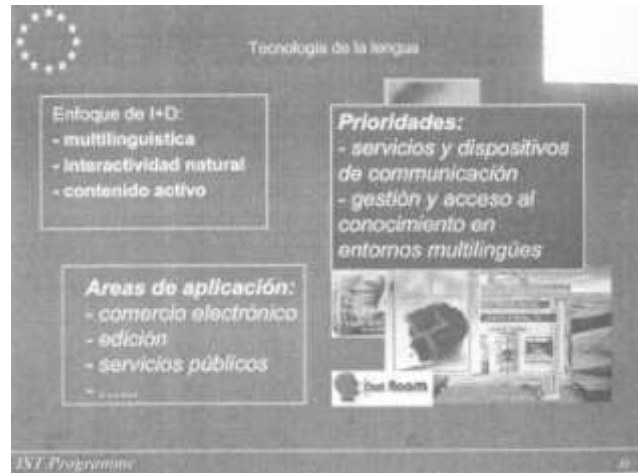 Tecnología de la lengua
Enfoque de I+D:
- multilinguistica
- interactividad natural
- contenido activo
Prioridades:
- servicios y dispositivos
de communicación
- gestión y acceso al
conocimiento en
entornos multilingües
Areas de aplicación:
- comercio electrónico
- edición
- servicios públicos
- ......
Room
IST Programme